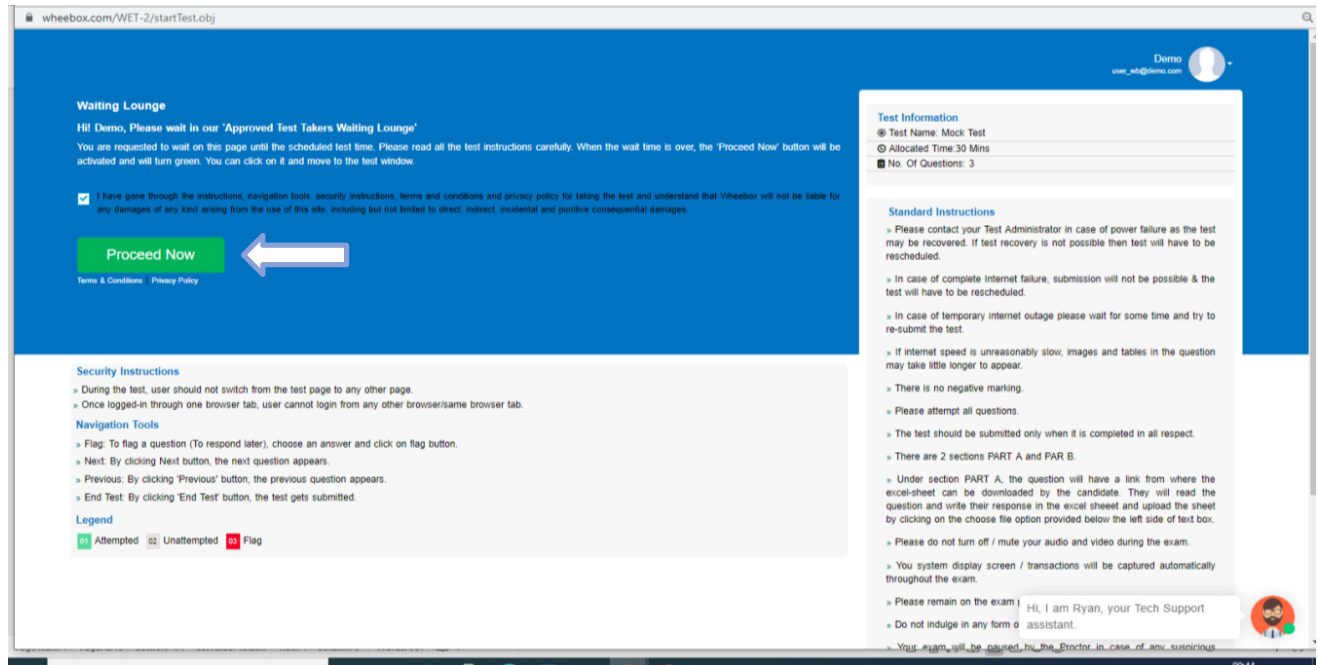 wheebox.com/WET-2/startTest.obj
Demo
user_wb@demo.com
Waiting Lounge
Hi! Demo, Please wait in our 'Approved Test Takers Waiting Lounge'
You are requested to wait on this page until the scheduled test time. Please read all the test instructions carefully. When the wait time is over, the 'Proceed Now' button will be
activated and will turn green. You can click on it and move to the test window.
I have gone through the instructions, navigation tools, security instructions, terms and conditions and privacy policy for taking the test and understand that Wheebox will not be liable for
any damages of any kind arising from the use of this site, including but not limited to direct, indirect, incidental and punitive consequential damages.
Proceed Now
Terms & Conditions | Privacy Policy
Security Instructions
» During the test, user should not switch from the test page to any other page.
» Once logged-in through one browser tab, user cannot login from any other browser/same browser tab.
Navigation Tools
» Flag: To flag a question (To respond later), choose an answer and click on flag button.
» Next: By clicking Next button, the next question appears.
» Previous: By clicking 'Previous' button, the previous question appears.
» End Test: By clicking 'End Test' button, the test gets submitted.
Legend
01 Attempted 02 Unattempted 03 Flag
Test Information
Test Name: Mock Test
Allocated Time:30 Mins
No. Of Questions: 3
Standard Instructions
» Please contact your Test Administrator in case of power failure as the test
may be recovered. If test recovery is not possible then test will have to be
rescheduled.
» In case of complete Internet failure, submission will not be possible & the
test will have to be rescheduled.
» In case of temporary internet outage please wait for some time and try to
re-submit the test.
» If internet speed is unreasonably slow, images and tables in the question
may take little longer to appear.
» There is no negative marking.
» Please attempt all questions.
» The test should be submitted only when it is completed in all respect.
» There are 2 sections PART A and PAR B.
» Under section PART A, the question will have a link from where the
excel-sheet can be downloaded by the candidate. They will read the
question and write their response in the excel sheeet and upload the sheet
by clicking on the choose file option provided below the left side of text box.
» Please do not turn off / mute your audio and video during the exam.
» You system display screen / transactions will be captured automatically
throughout the exam.
» Please remain on the exam
» Do not indulge in any form o
» Your exam will be paused by the Proctor in case of any suspicious
Hi, I am Ryan, your Tech Support
assistant.